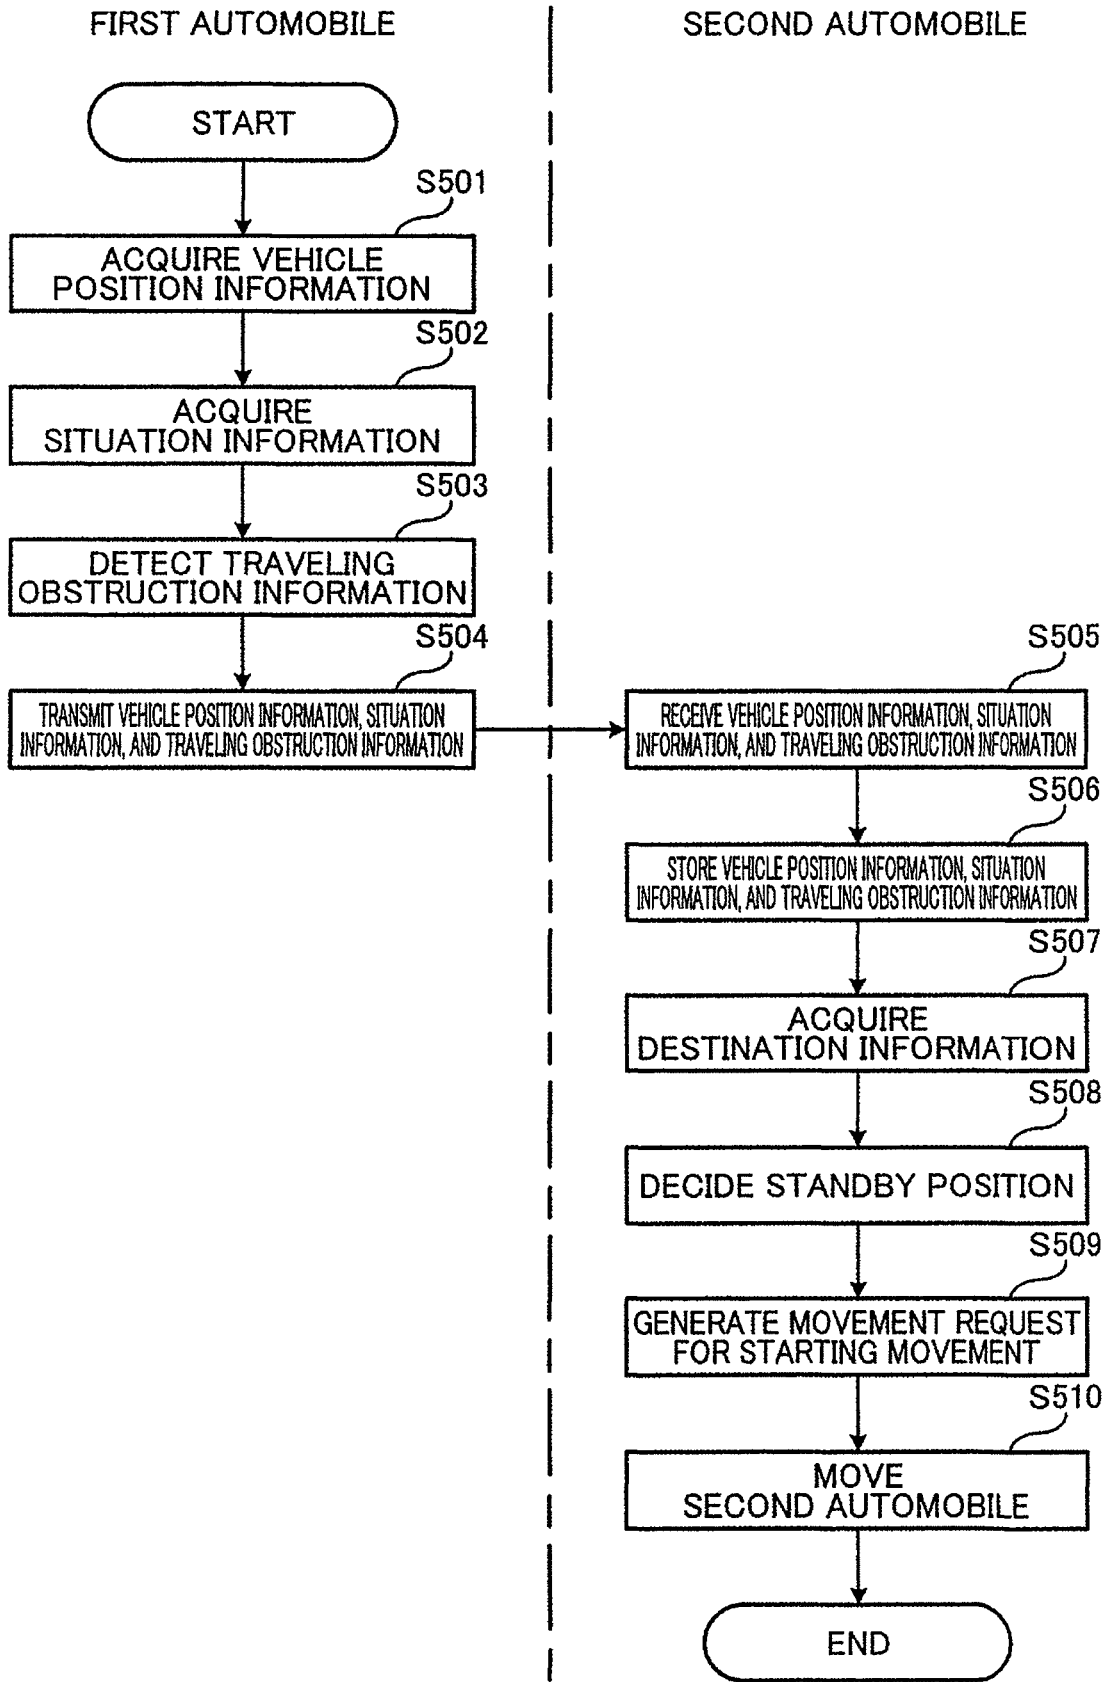 FIRST AUTOMOBILE
START
S501
ACQUIRE VEHICLE
POSITION INFORMATION
S502
ACQUIRE
SITUATION INFORMATION
S503
DETECT TRAVELING
OBSTRUCTION INFORMATION
S504
TRANSMIT VEHICLE POSITION INFORMATION, SITUATION
INFORMATION, AND TRAVELING OBSTRUCTION INFORMATION
SECOND AUTOMOBILE
S505
RECEIVE VEHICLE POSITION INFORMATION, SITUATION
INFORMATION, AND TRAVELING OBSTRUCTION INFORMATION
S506
STORE VEHICLE POSITION INFORMATION, SITUATION
INFORMATION, AND TRAVELING OBSTRUCTION INFORMATION
S507
ACQUIRE
DESTINATION INFORMATION
S508
DECIDE STANDBY POSITION
S509
GENERATE MOVEMENT REQUEST
FOR STARTING MOVEMENT
S510
MOVE
SECOND AUTOMOBILE
END